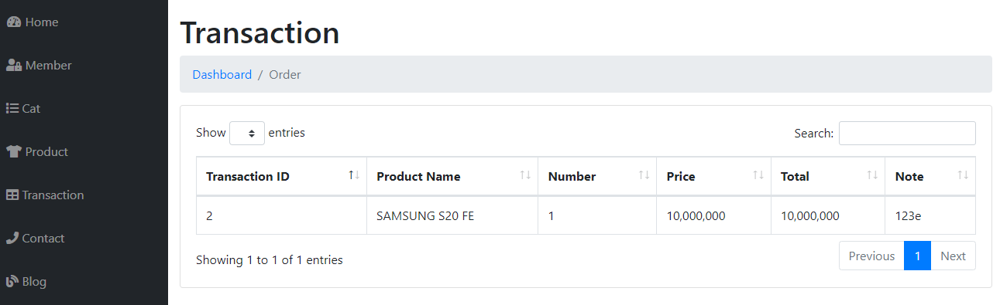 Home
Member
Cat
Product
Transaction
Contact
Blog
Transaction
Dashboard / Order
Show entries
Search:
Transaction ID Product Name Number Price Total Note
2 SAMSUNG S20 FE 1 10,000,000 10,000,000 123e
Showing 1 to 1 of 1 entries
Previous 1 Next